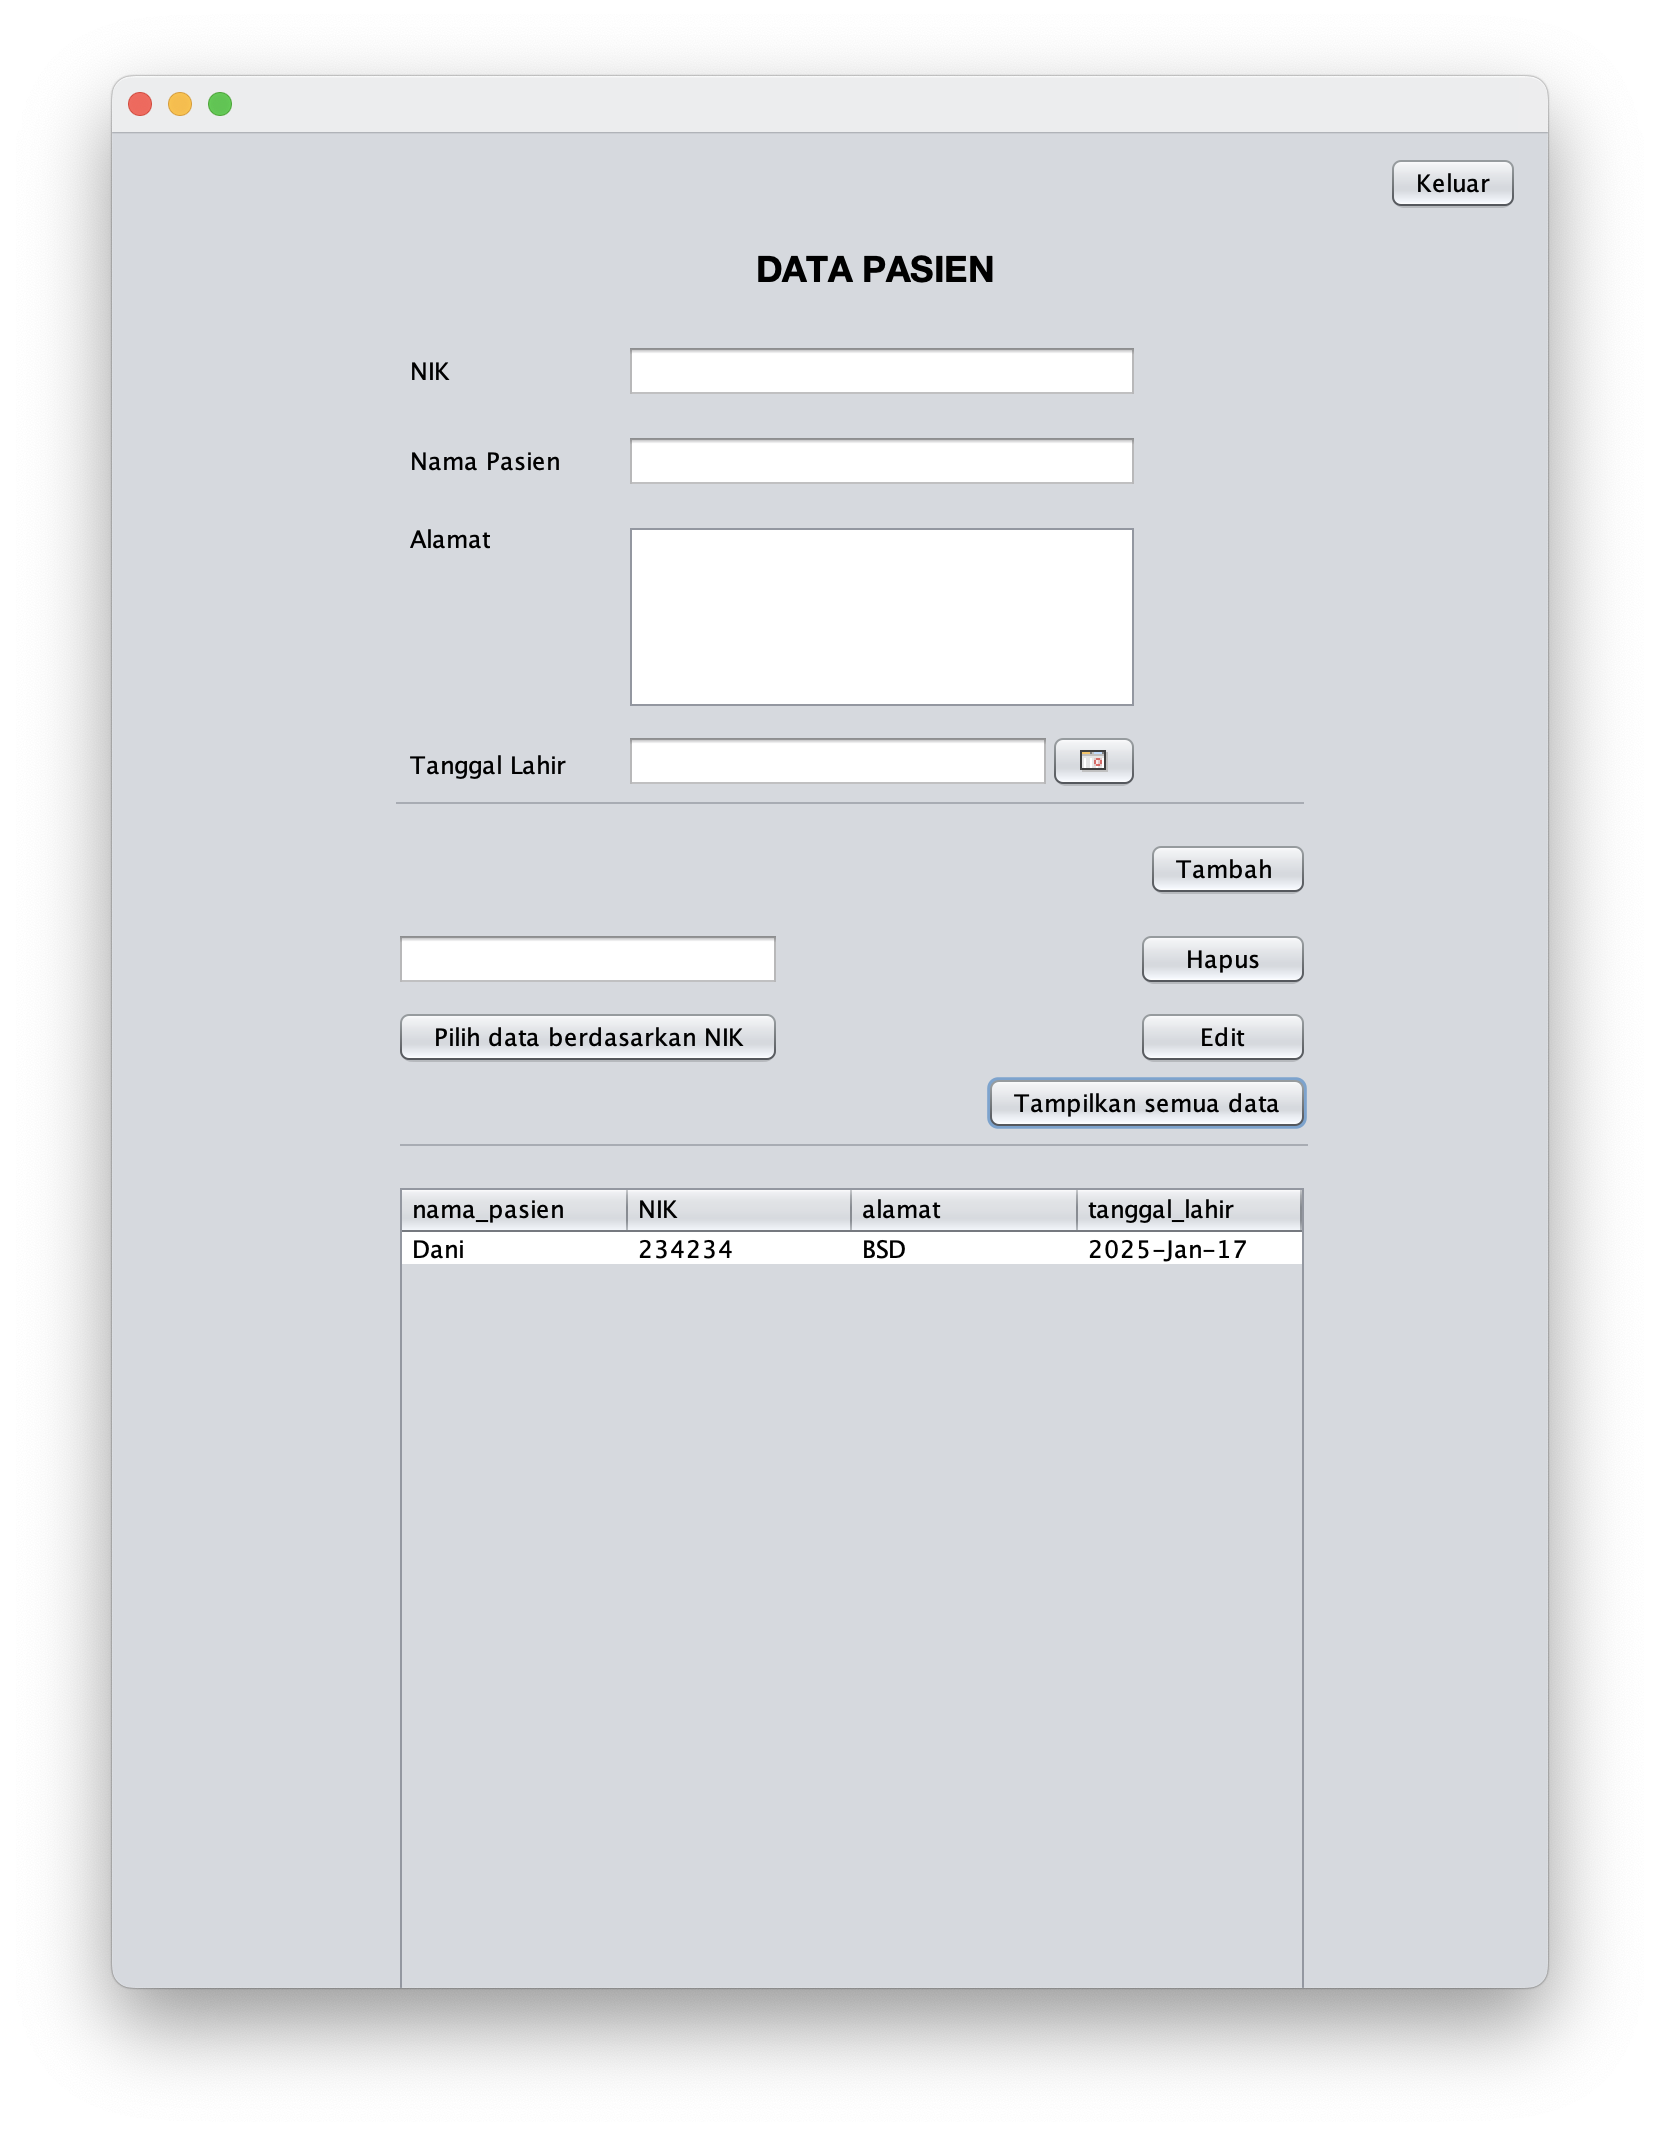 Keluar
DATA PASIEN
NIK
Nama Pasien
Alamat
Tanggal Lahir
Tambah
Hapus
Pilih data berdasarkan NIK
Edit
Tampilkan semua data
nama_pasien NIK alamat tanggal_lahir
Dani 234234 BSD 2025-Jan-17